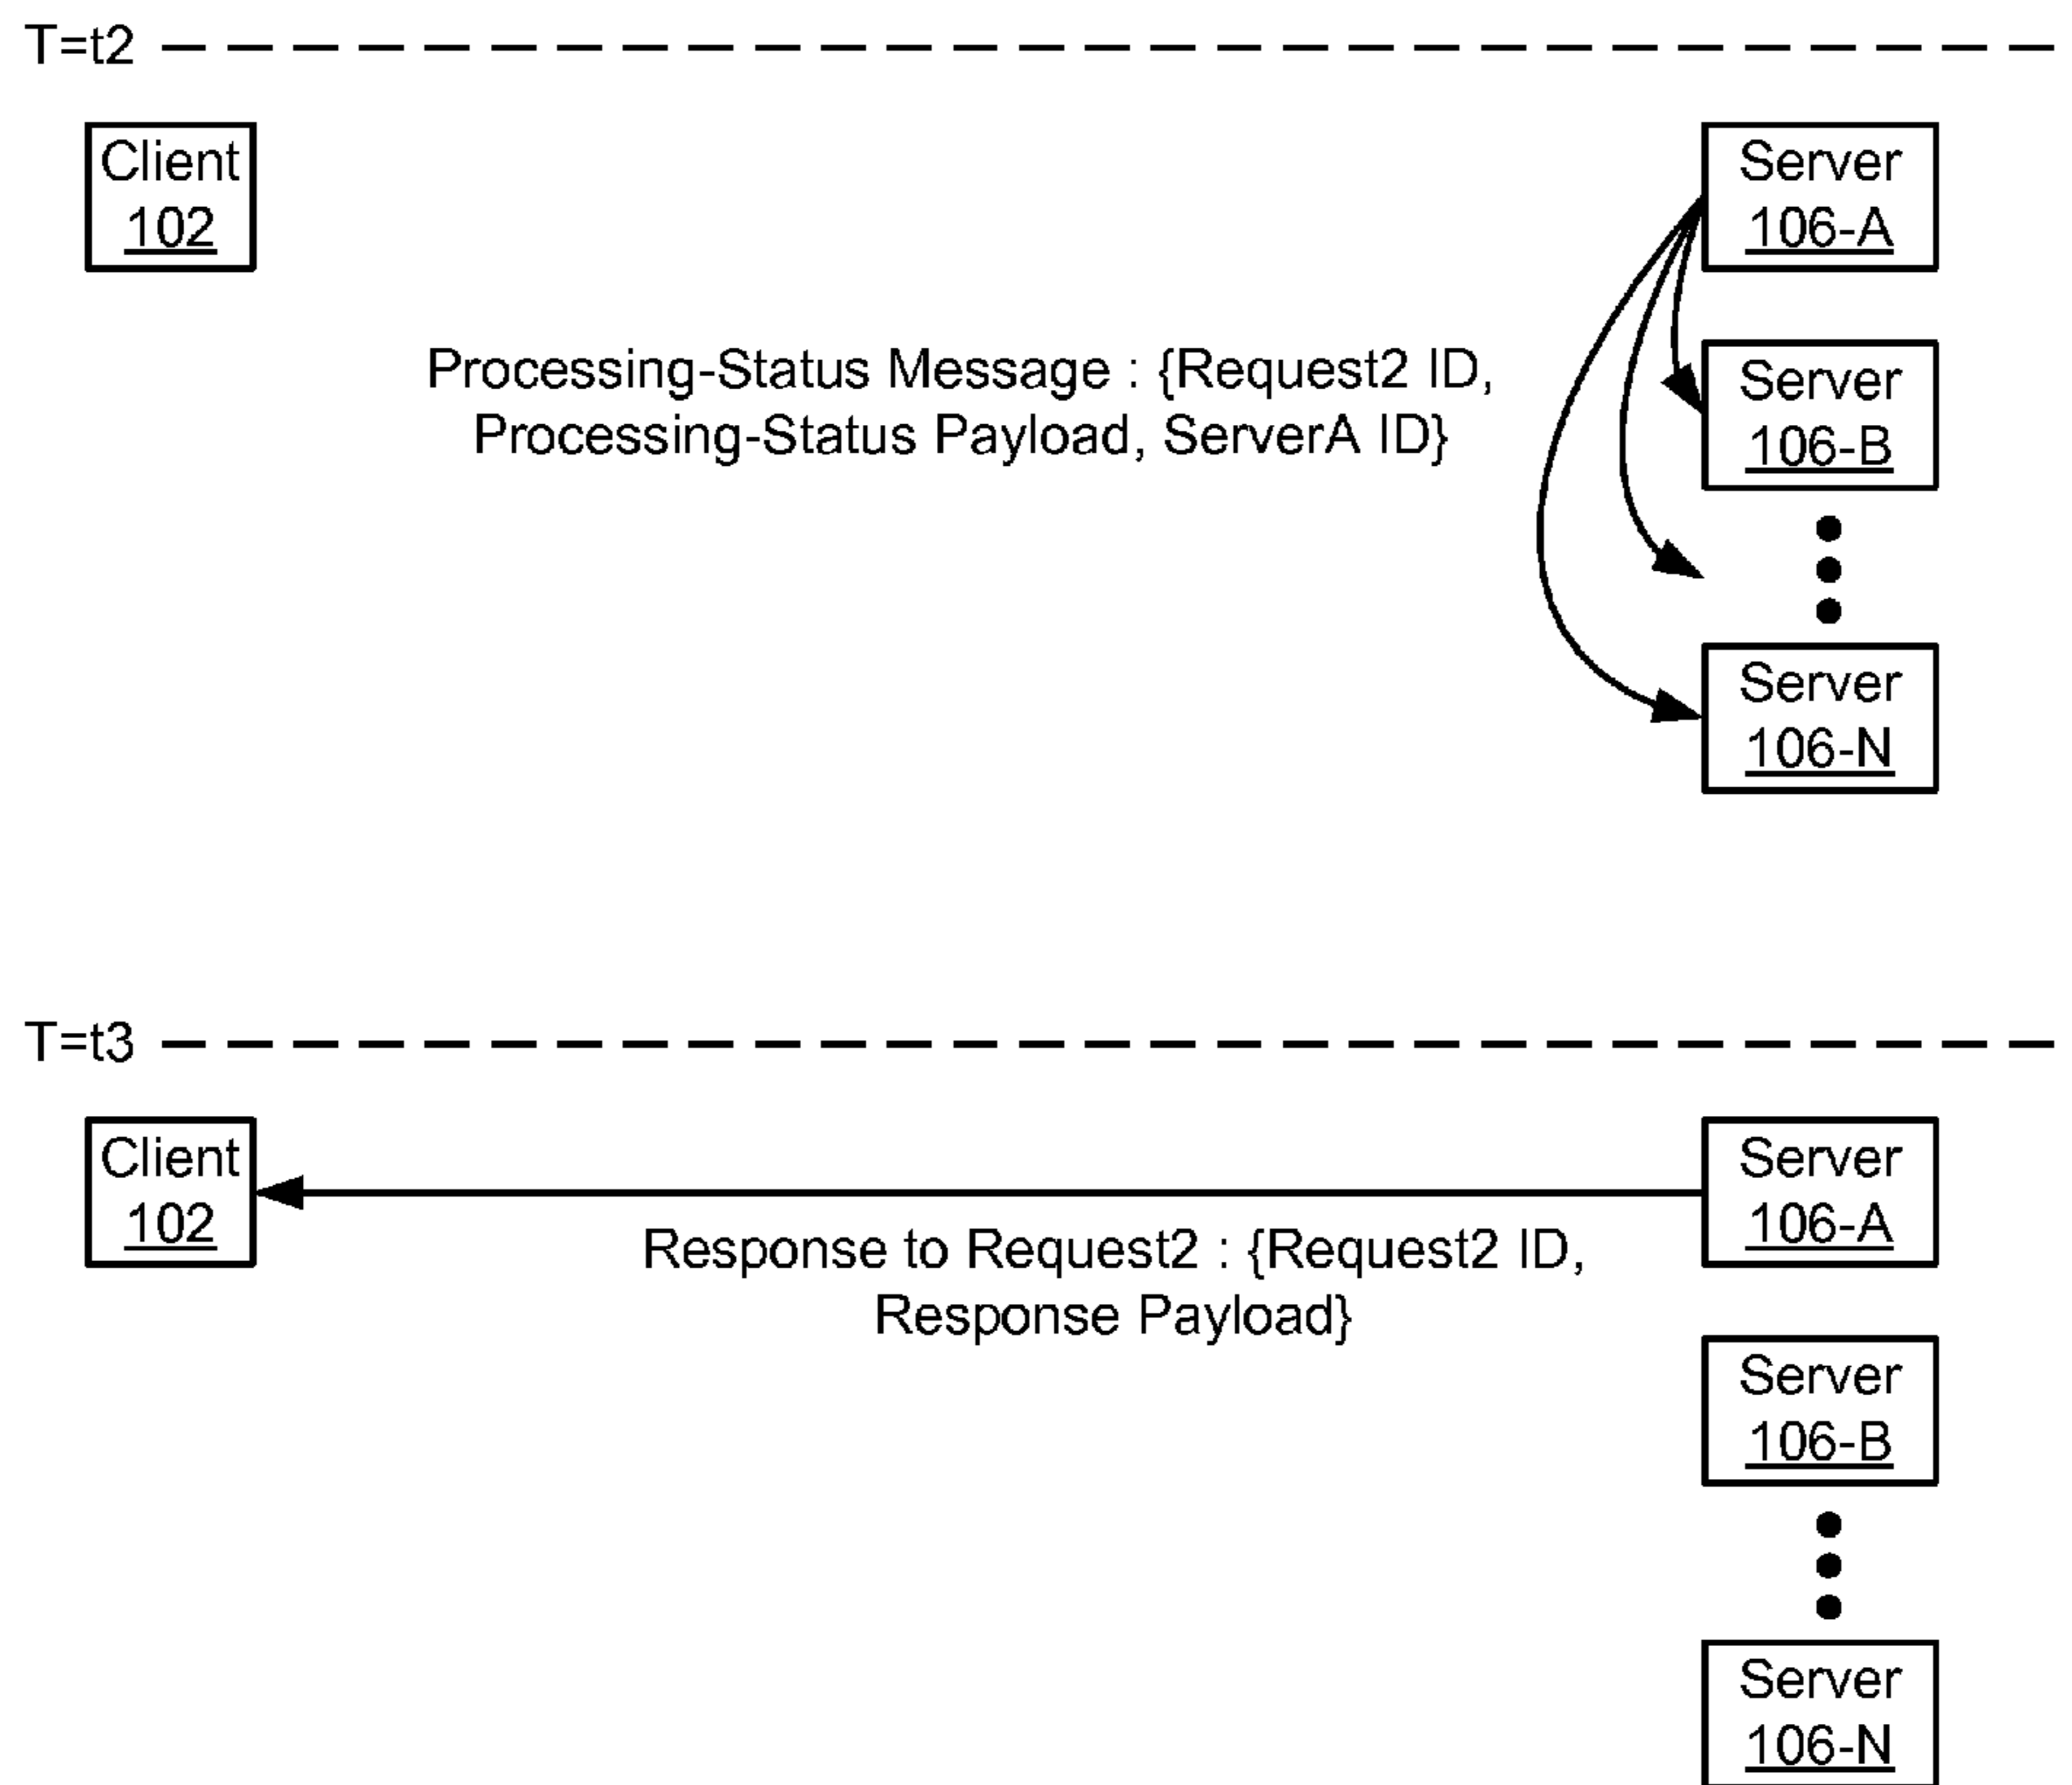 T=t2
Client
102
Server
106-A
Processing-Status Message : {Request2 ID,
Processing-Status Payload, ServerA ID}
Server
106-B
Server
106-N
T=t3
Client
102
Server
106-A
Response to Request2 : {Request2 ID,
Response Payload}
Server
106-B
Server
106-N